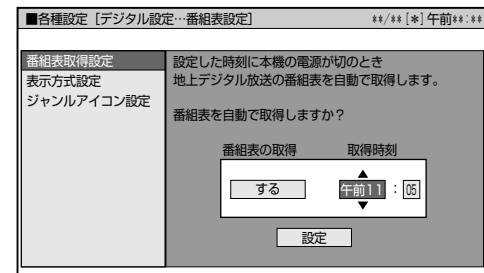 ■各種設定［デジタル設定…番組表設定］ **/**[*]午前**:**
番組表取得設定
表示方式設定
ジャンルアイコン設定
設定した時刻に本機の電源が切のとき
地上デジタル放送の番組表を自動で取得します。
番組表を自動で取得しますか？
番組表の取得 取得時刻
▲
する 午前11 : 05
▼
設定